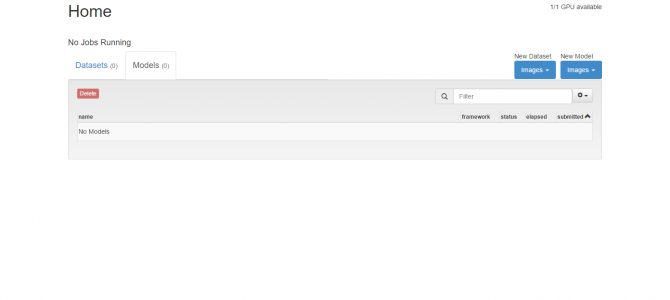 Home
1/1 GPU available
No Jobs Running
Datasets (0)
Models (0)
New Dataset
Images
New Model
Images
Delete
Filter
name framework status elapsed submitted
No Models